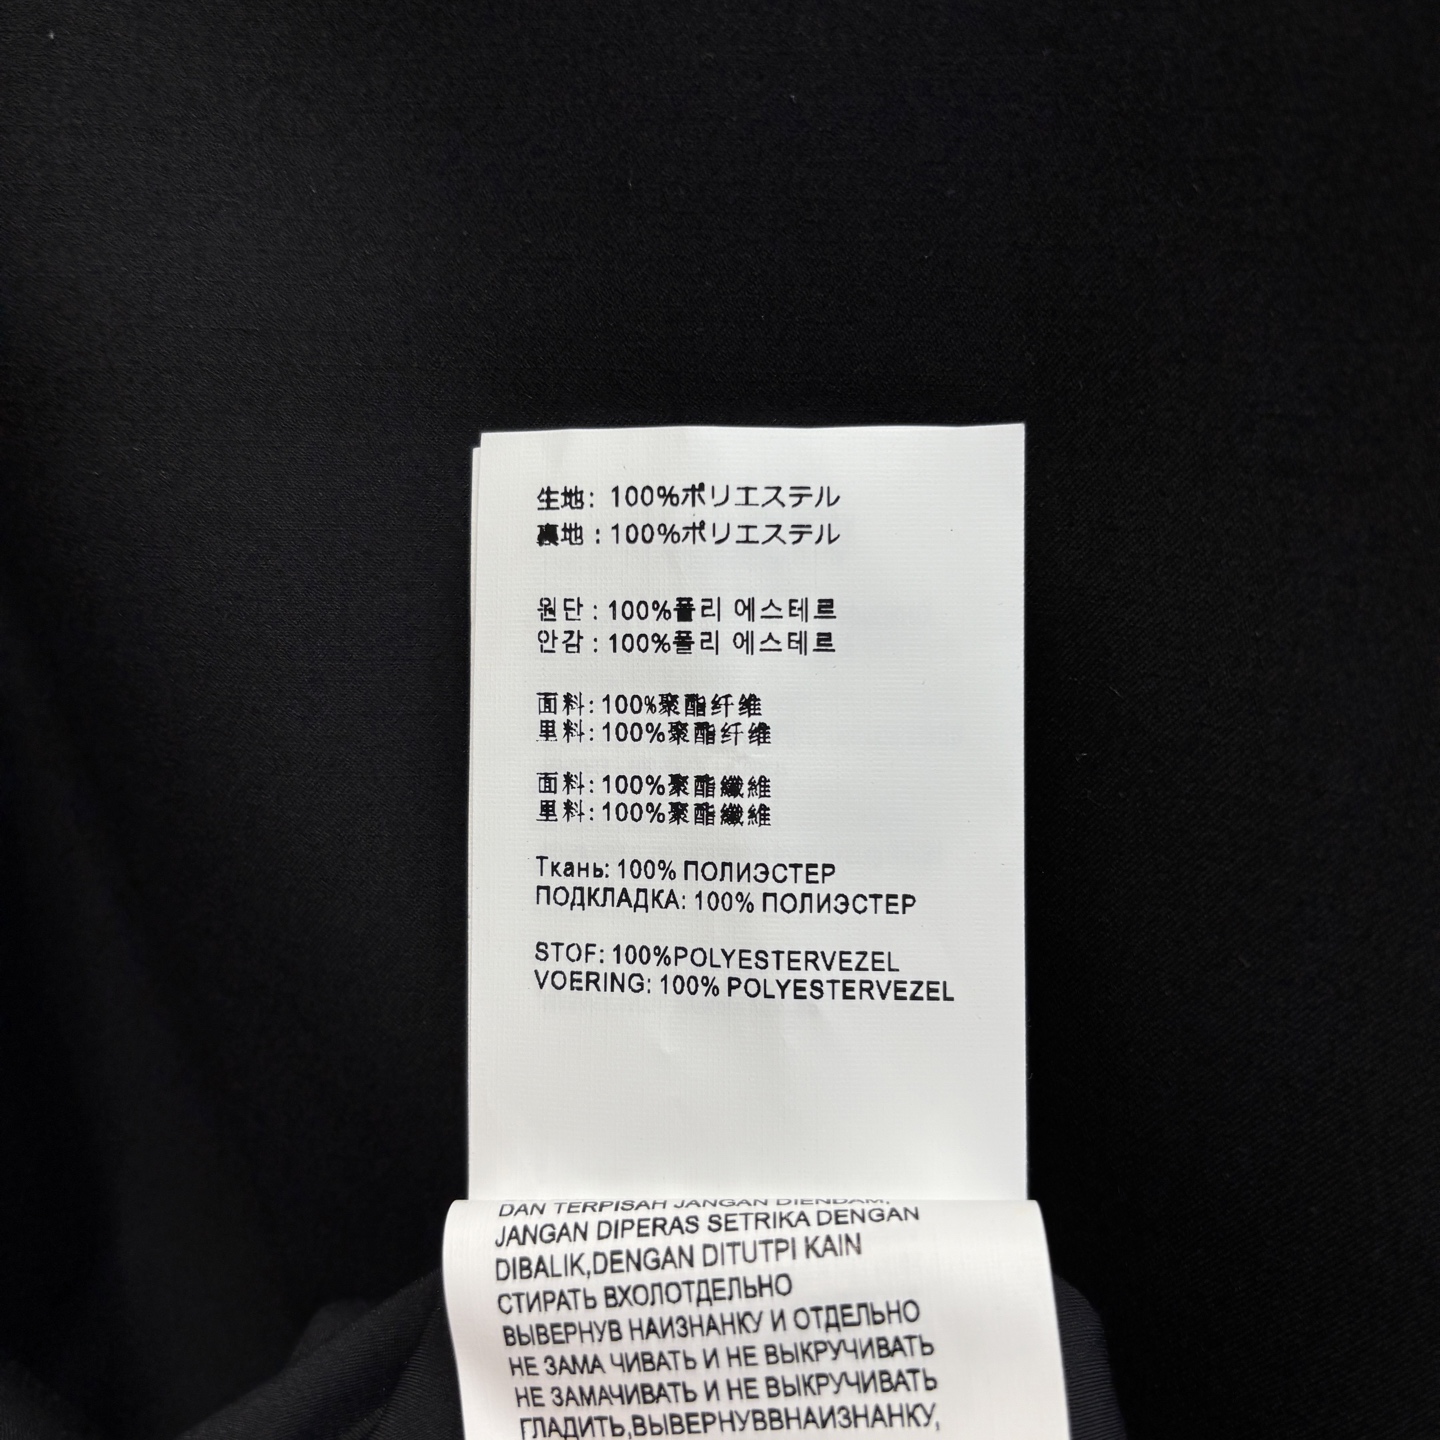 生地: 100%ポリエステル
裏地 : 100%ポリエステル
원단 : 100%폴리 에스테르
안감 : 100%폴리 에스테르
面料: 100%聚酯纤维
里料: 100%聚酯纤维
面料: 100%聚酯纖維
里料: 100%聚酯纖維
Ткань: 100% ПОЛИЭСТЕР
ПОДКЛАДКА: 100% ПОЛИЭСТЕР
STOF: 100%POLYESTERVEZEL
VOERING: 100% POLYESTERVEZEL
DAN TERPISAH JANGAN DIENDAM,
JANGAN DIPERAS SETRIKA DENGAN
DIBALIK,DENGAN DITUTPI KAIN
СТИРАТЬ ВХОЛОТДЕЛЬНО
ВЫВЕРНУВ НАИЗНАНКУ И ОТДЕЛЬНО
НЕ ЗАМА ЧИВАТЬ И НЕ ВЫКРУЧИВАТЬ
НЕ ЗАМАЧИВАТЬ И НЕ ВЫКРУЧИВАТЬ
ГЛАДИТЬ,ВЫВЕРНУВВНАИЗНАНКУ,